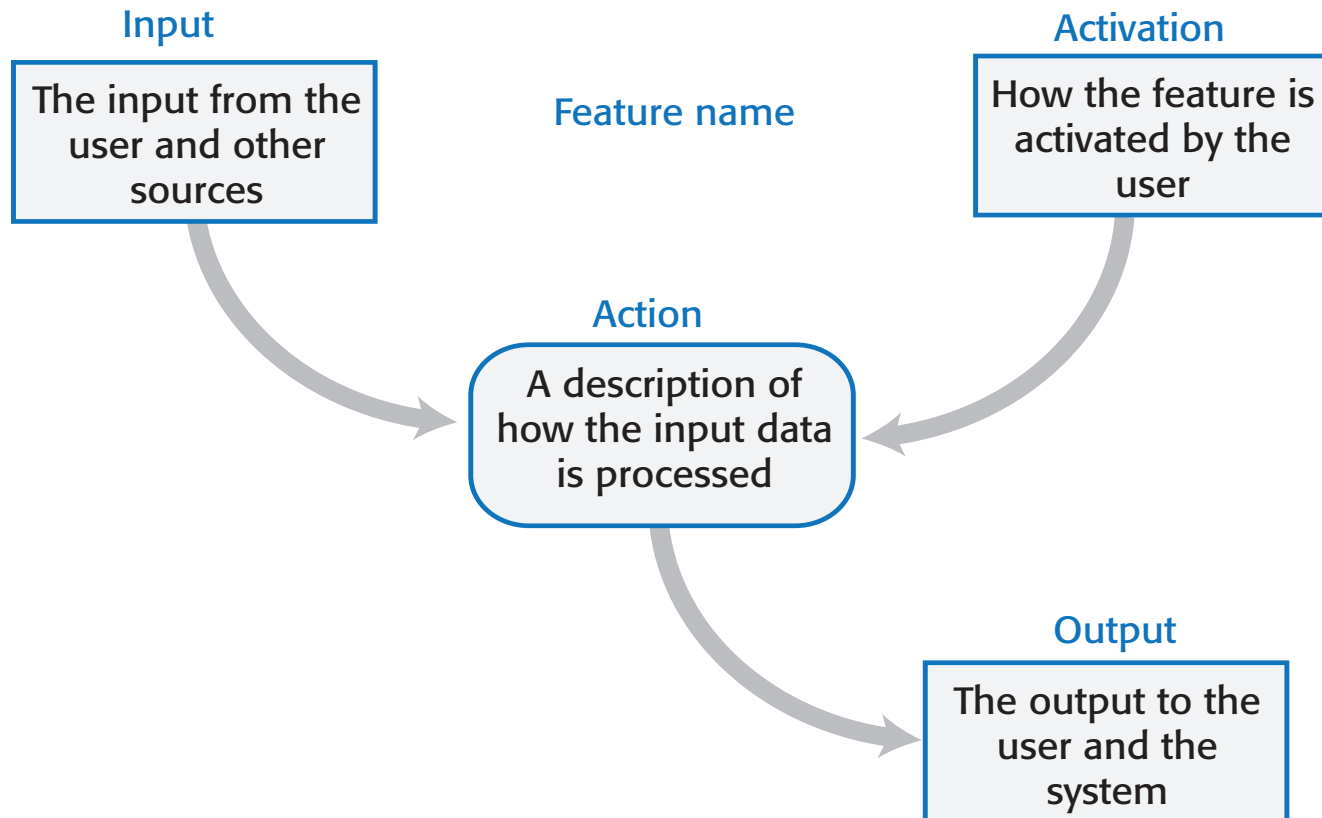 Input
The input from the
user and other
sources
Feature name
Activation
How the feature is
activated by the
user
Action
A description of
how the input data
is processed
Output
The output to the
user and the
system